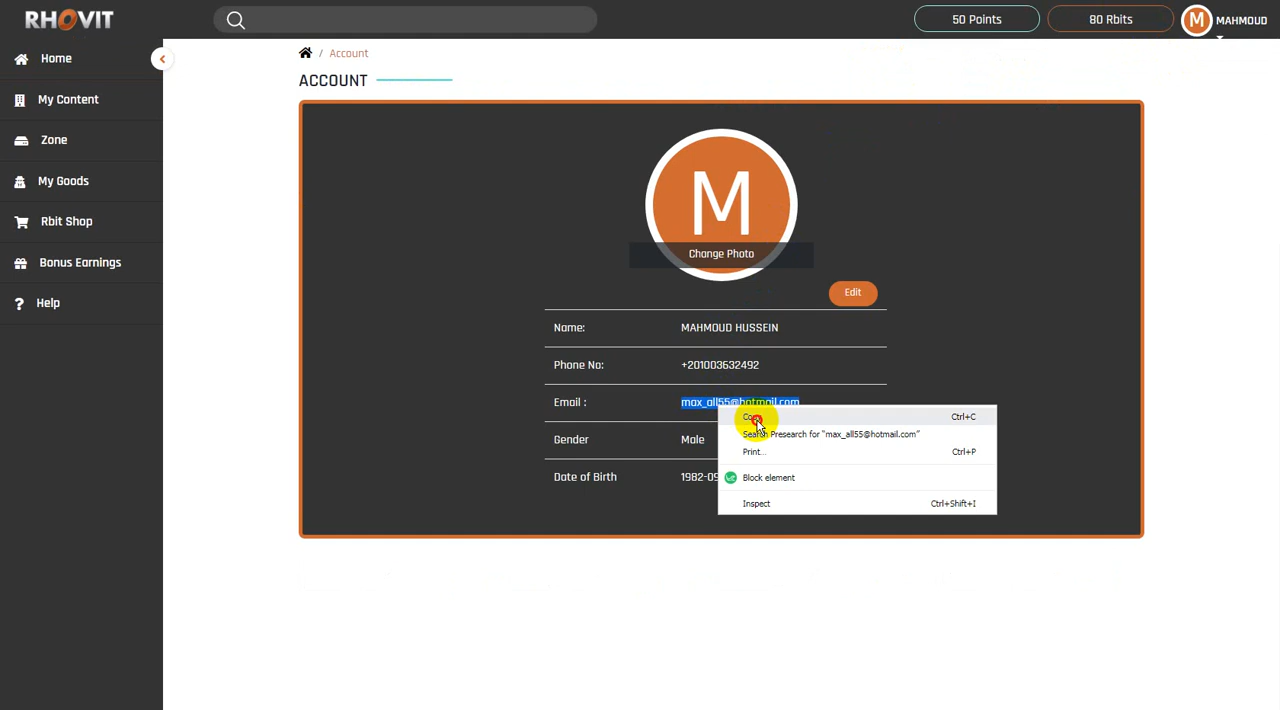 RHOVIT
50 Points
80 Rbits
M
MAHMOUD
Home
My Content
Zone
My Goods
Rbit Shop
Bonus Earnings
Help
/ Account
ACCOUNT
M
Change Photo
Edit
Name: MAHMOUD HUSSEIN
Phone No: +201003632492
Email : max_all55@hotmail.com
Gender Male
Date of Birth 1982-09
Ctrl+C
Search Presearch for "max_all55@hotmail.com"
Print... Ctrl+P
Block element
Inspect Ctrl+Shift+I